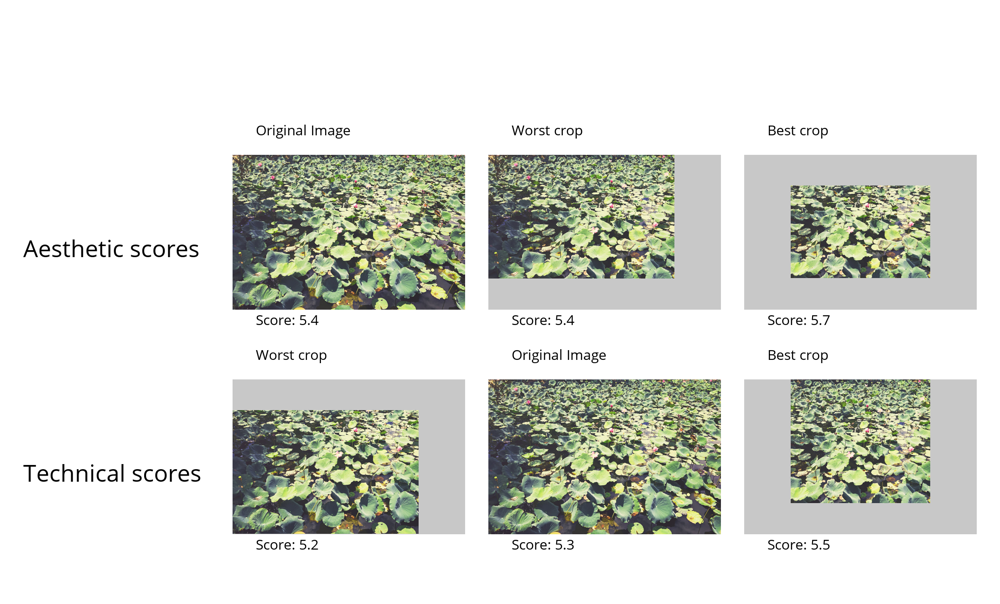 Original Image
Worst crop
Best crop
Aesthetic scores
Score: 5.4
Score: 5.4
Score: 5.7
Worst crop
Original Image
Best crop
Technical scores
Score: 5.2
Score: 5.3
Score: 5.5